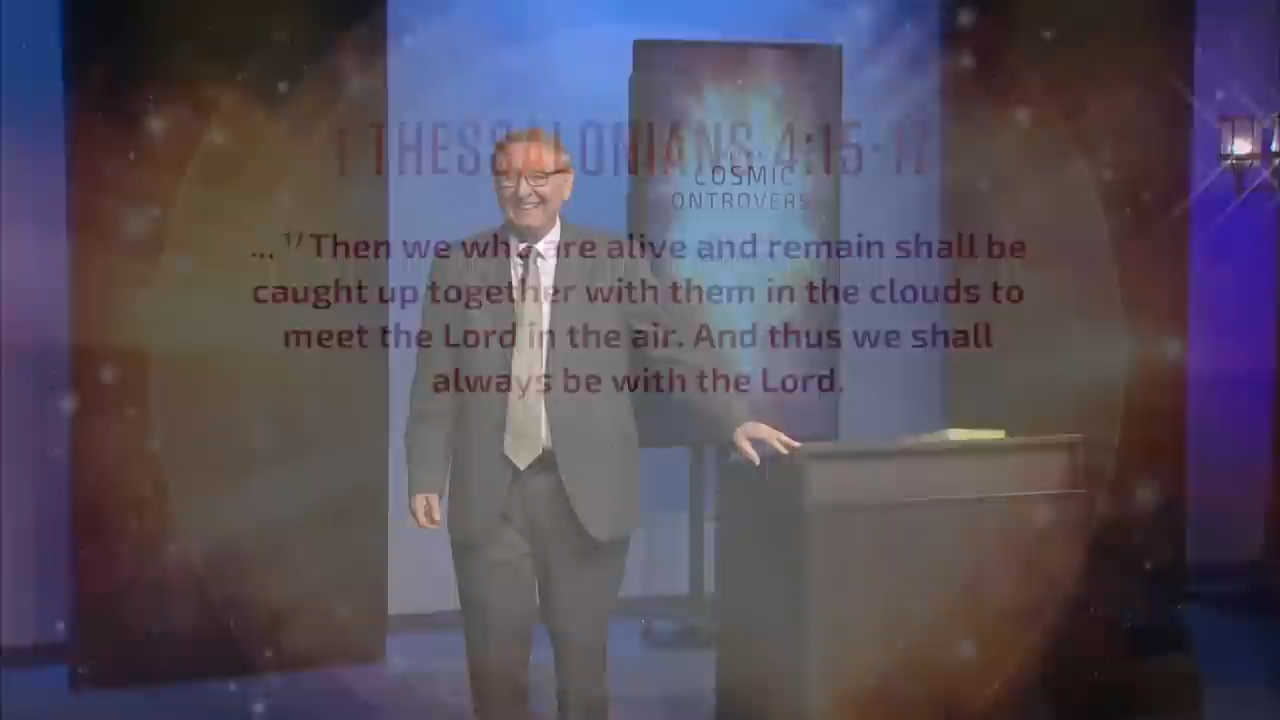 1 THESSALONIANS 4:15-17
COSMIC
ONTROVERS
... 17 Then we who are alive and remain shall be
caught up together with them in the clouds to
meet the Lord in the air. And thus we shall
always be with the Lord.